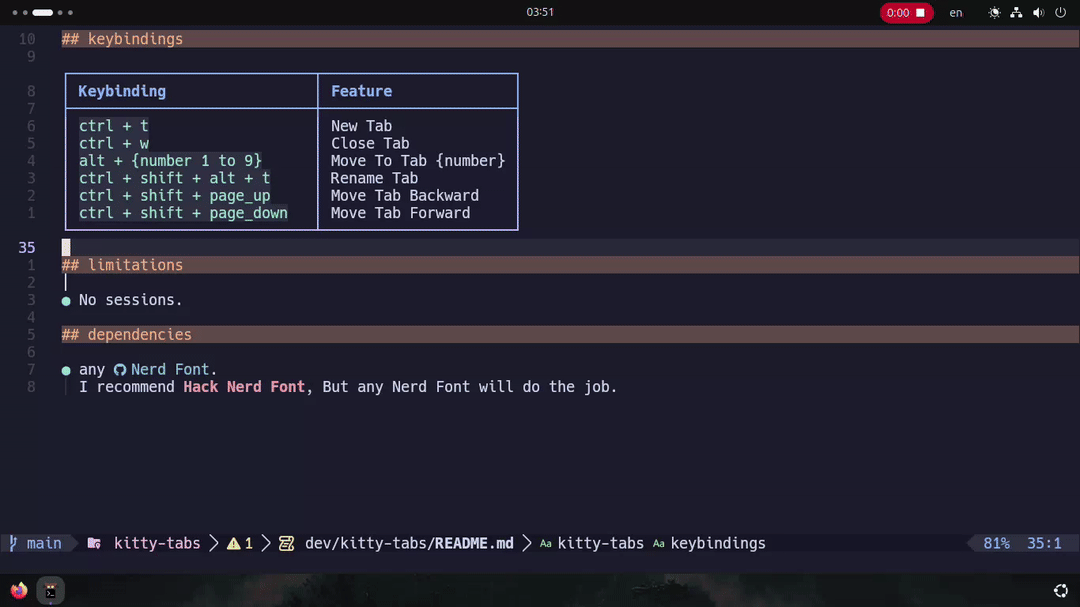 03:51
0:00
en
10 ## keybindings
9
8 Keybinding Feature
7
6 ctrl + t New Tab
5 ctrl + w Close Tab
4 alt + {number 1 to 9} Move To Tab {number}
3 ctrl + shift + alt + t Rename Tab
2 ctrl + shift + page_up Move Tab Backward
1 ctrl + shift + page_down Move Tab Forward
35
1 ## limitations
2
3 ● No sessions.
4
5 ## dependencies
6
7 ● any Nerd Font.
8 I recommend Hack Nerd Font, But any Nerd Font will do the job.
main kitty-tabs 1 dev/kitty-tabs/README.md Aa kitty-tabs Aa keybindings 81% 35:1